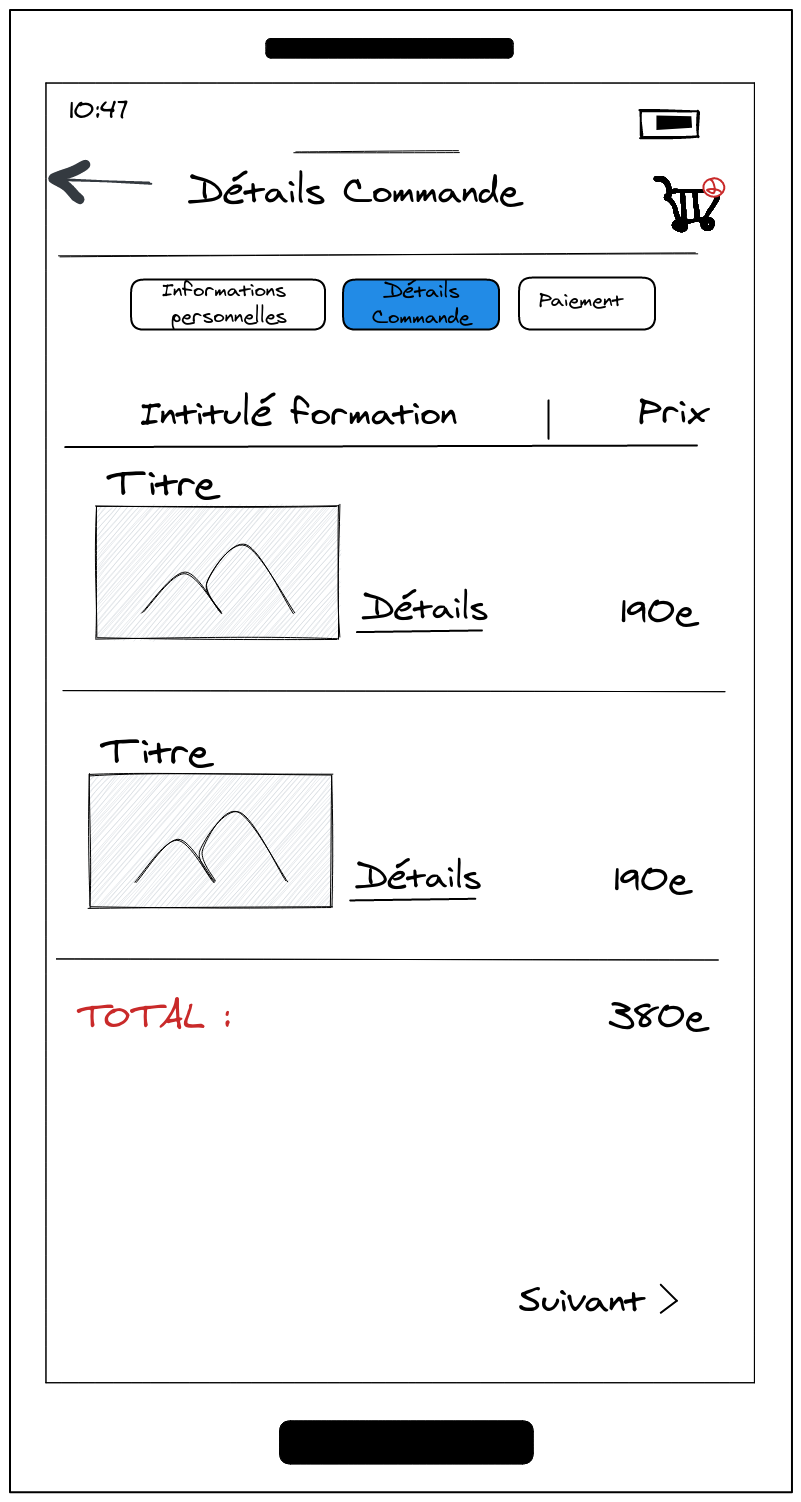 10:47
Détails Commande
2
Informations
personnelles
Détails
Commande
Paiement
Intitulé formation
Prix
Titre
Détails
190e
Titre
Détails
190e
TOTAL :
380e
Suivant >